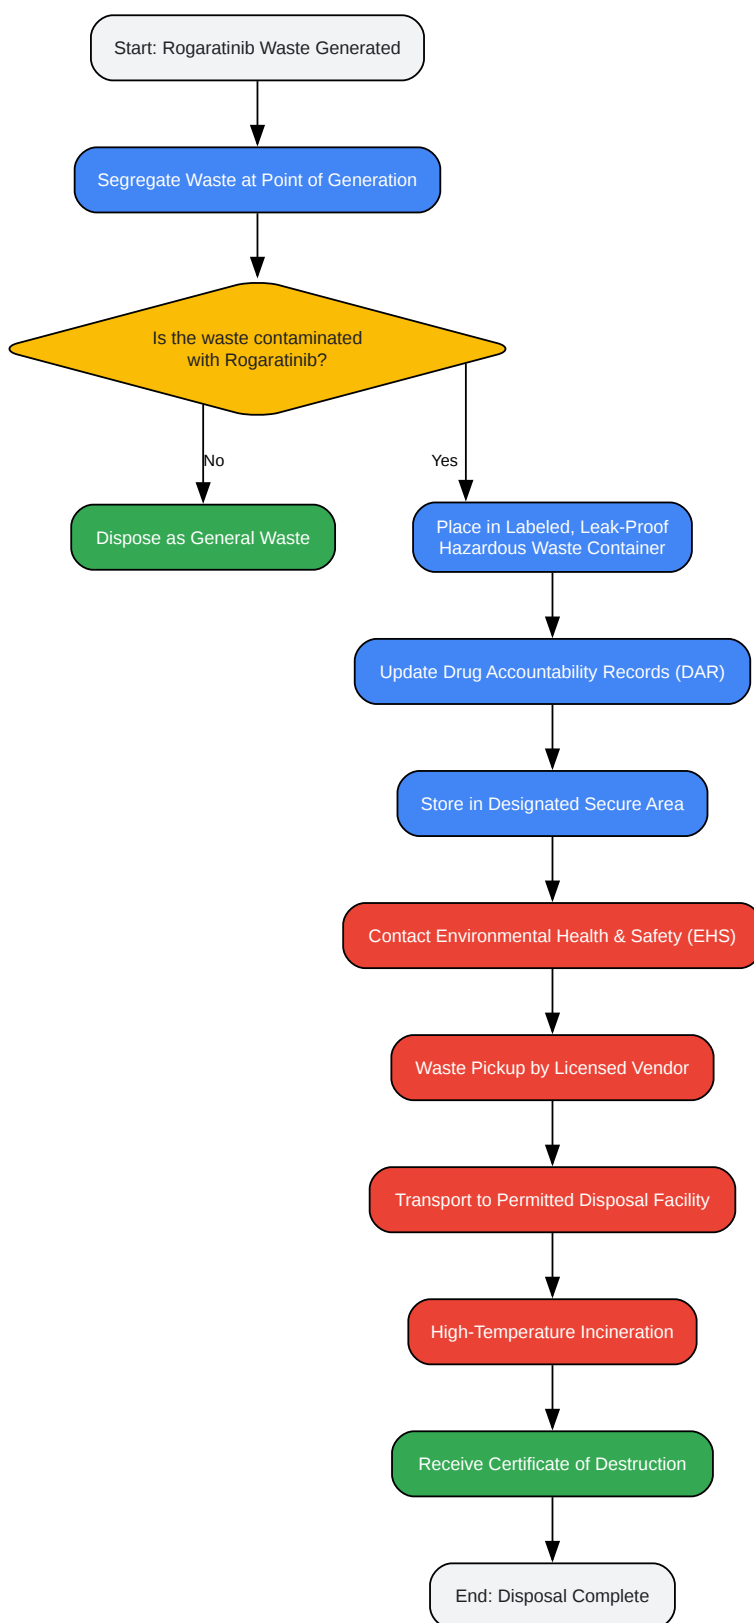 Start: Rogaratinib Waste Generated
Segregate Waste at Point of Generation
Is the waste contaminated
with Rogaratinib?
No
Yes
Dispose as General Waste
Place in Labeled, Leak-Proof
Hazardous Waste Container
Update Drug Accountability Records (DAR)
Store in Designated Secure Area
Contact Environmental Health & Safety (EHS)
Waste Pickup by Licensed Vendor
Transport to Permitted Disposal Facility
High-Temperature Incineration
Receive Certificate of Destruction
End: Disposal Complete